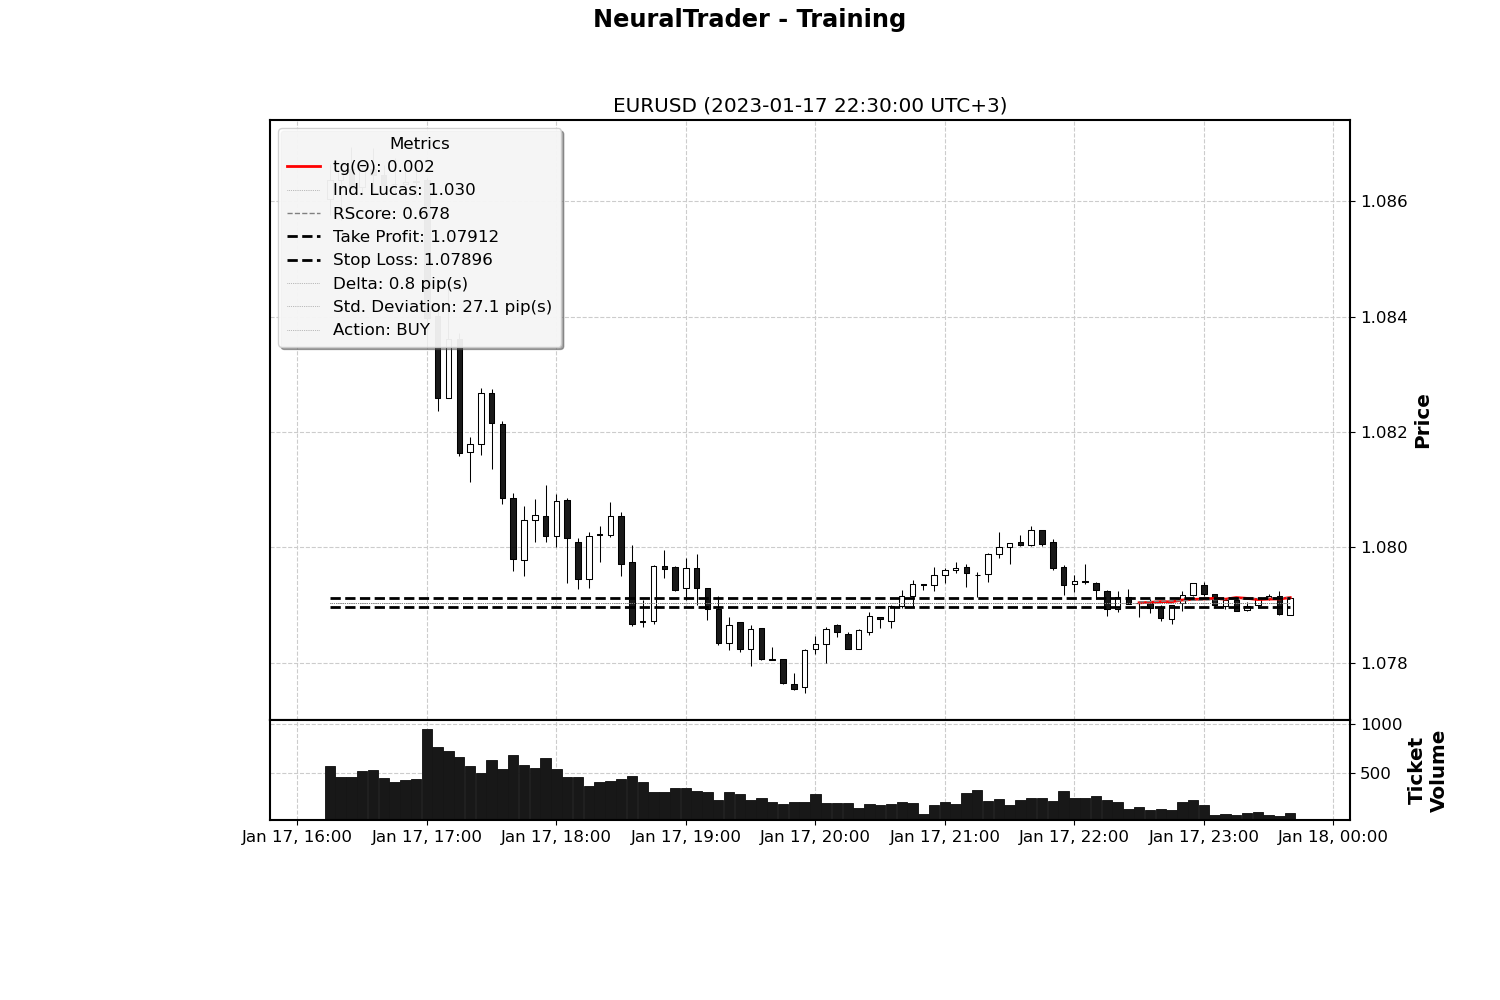 NeuralTrader - Training
EURUSD (2023-01-17 22:30:00 UTC+3)
Metrics
tg(Θ): 0.002
Ind. Lucas: 1.030
RScore: 0.678
Take Profit: 1.07912
Stop Loss: 1.07896
Delta: 0.8 pip(s)
Std. Deviation: 27.1 pip(s)
Action: BUY
1.086
1.084
1.082
1.080
1.078
Price
1000
500
Ticket
Volume
Jan 17, 16:00
Jan 17, 17:00
Jan 17, 18:00
Jan 17, 19:00
Jan 17, 20:00
Jan 17, 21:00
Jan 17, 22:00
Jan 17, 23:00
Jan 18, 00:00